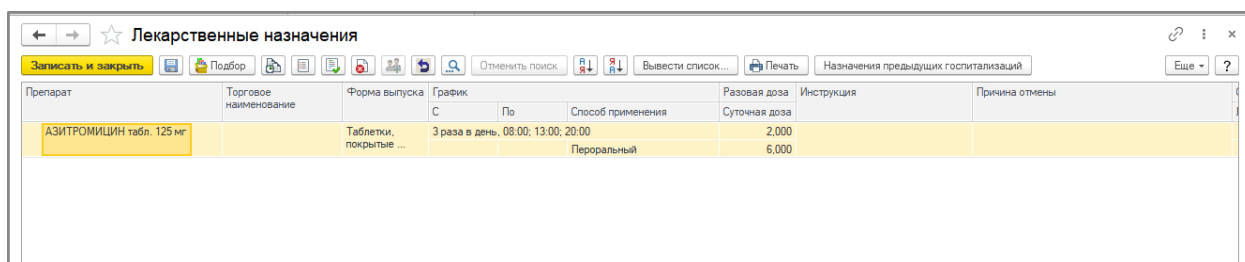 Лекарственные назначения
Записать и закрыть Подбор Отменить поиск Вывести список... Печать Назначения предыдущих госпитализаций Еще ?
Препарат Торговое наименование Форма выпуска График Разовая доза Инструкция Причина отмены
С По Способ применения Суточная доза
АЗИТРОМИЦИН табл. 125 мг Таблетки, покрытые ... 3 раза в день, 08:00; 13:00; 20:00 2,000
Пероральный 6,000